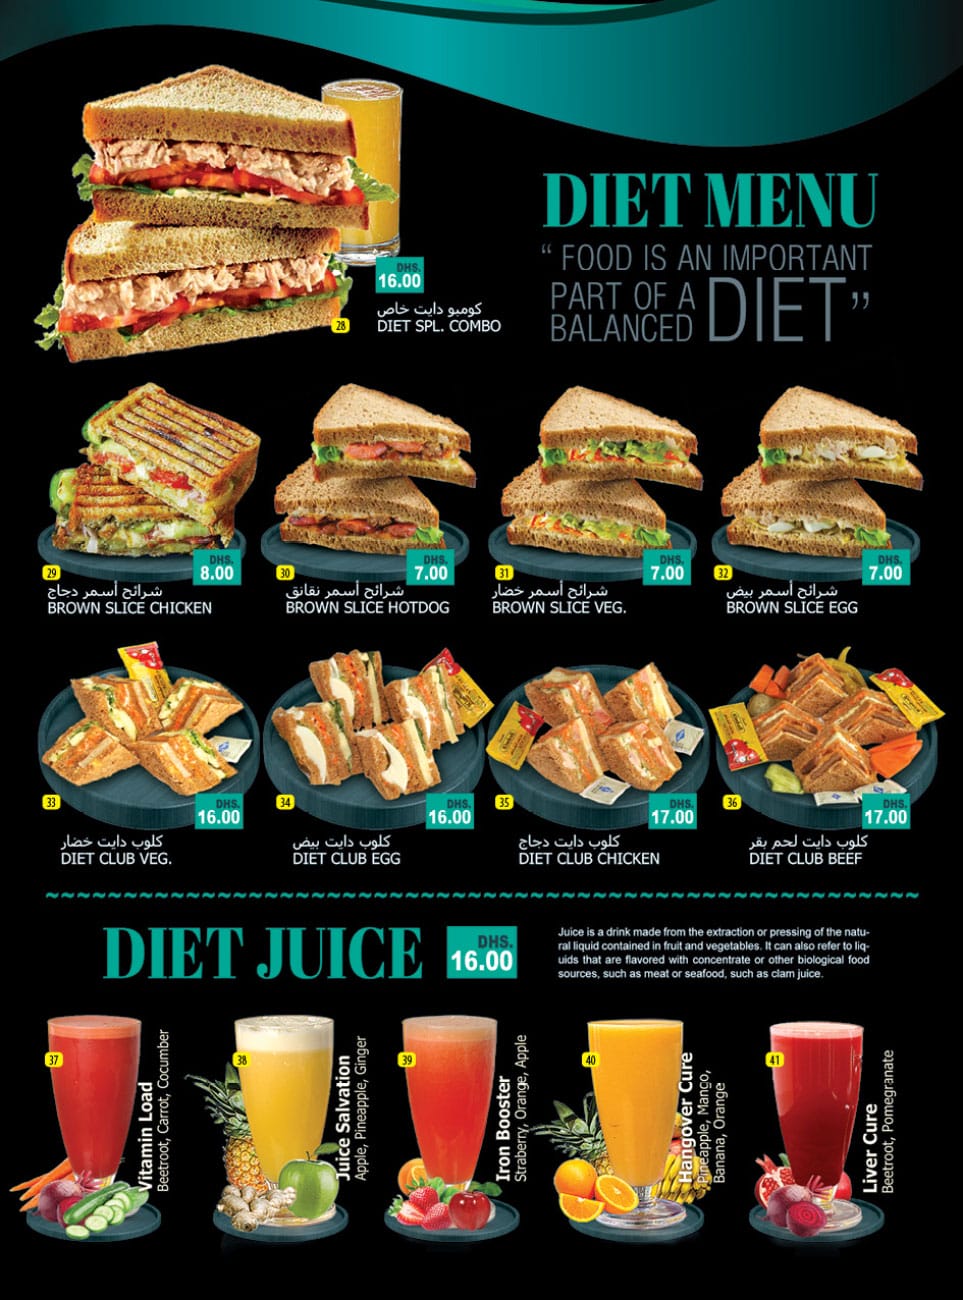 DIET MENU
“ FOOD IS AN IMPORTANT
PART OF A
BALANCED
DIET”
DHS.
16.00
كومبو دايت خاص
28
DIET SPL. COMBO
DHS.
8.00
29
شرائح أسمر دجاج
BROWN SLICE CHICKEN
DHS.
7.00
30
شرائح أسمر نقانق
BROWN SLICE HOTDOG
DHS.
7.00
31
شرائح أسمر خضار
BROWN SLICE VEG.
DHS.
7.00
32
شرائح أسمر بيض
BROWN SLICE EGG
33
DHS.
16.00
كلوب دايت خضار
DIET CLUB VEG.
34
DHS.
16.00
كلوب دايت بيض
DIET CLUB EGG
35
DHS.
17.00
كلوب دايت دجاج
DIET CLUB CHICKEN
36
DHS.
17.00
كلوب دايت لحم بقر
DIET CLUB BEEF
DIET JUICE
DHS.
16.00
Juice is a drink made from the extraction or pressing of the natu-
ral liquid contained in fruit and vegetables. It can also refer to liq-
uids that are flavored with concentrate or other biological food
sources, such as meat or seafood, such as clam juice.
37
Vitamin Load
Beetroot, Carrot, Cocumber
38
Juice Salvation
Apple, Pineapple, Ginger
39
Iron Booster
Straberry, Orange, Apple
40
Hangover Cure
Pineapple, Mango,
Banana, Orange
41
Liver Cure
Beetroot, Pomegranate